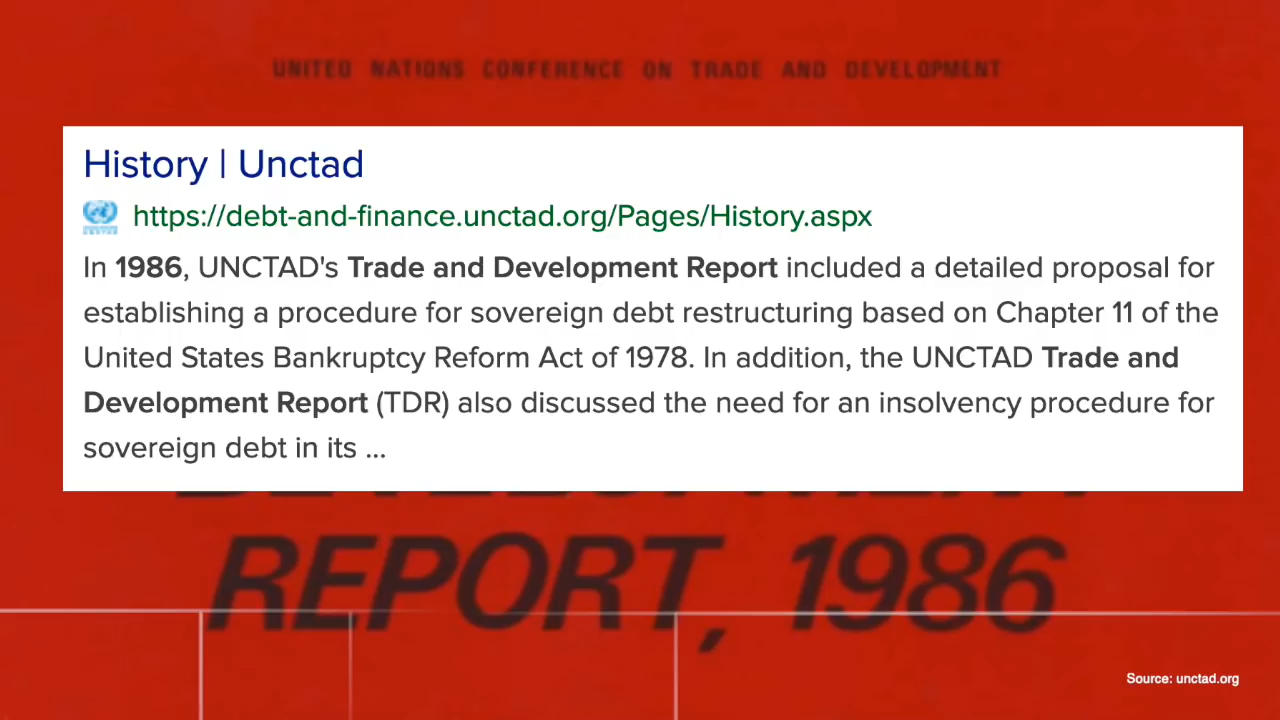 UNITED NATIONS CONFERENCE ON TRADE AND DEVELOPMENT
History | Unctad
https://debt-and-finance.unctad.org/Pages/History.aspx
In 1986, UNCTAD's Trade and Development Report included a detailed proposal for
establishing a procedure for sovereign debt restructuring based on Chapter 11 of the
United States Bankruptcy Reform Act of 1978. In addition, the UNCTAD Trade and
Development Report (TDR) also discussed the need for an insolvency procedure for
sovereign debt in its ...
REPORT, 1986
Source: unctad.org